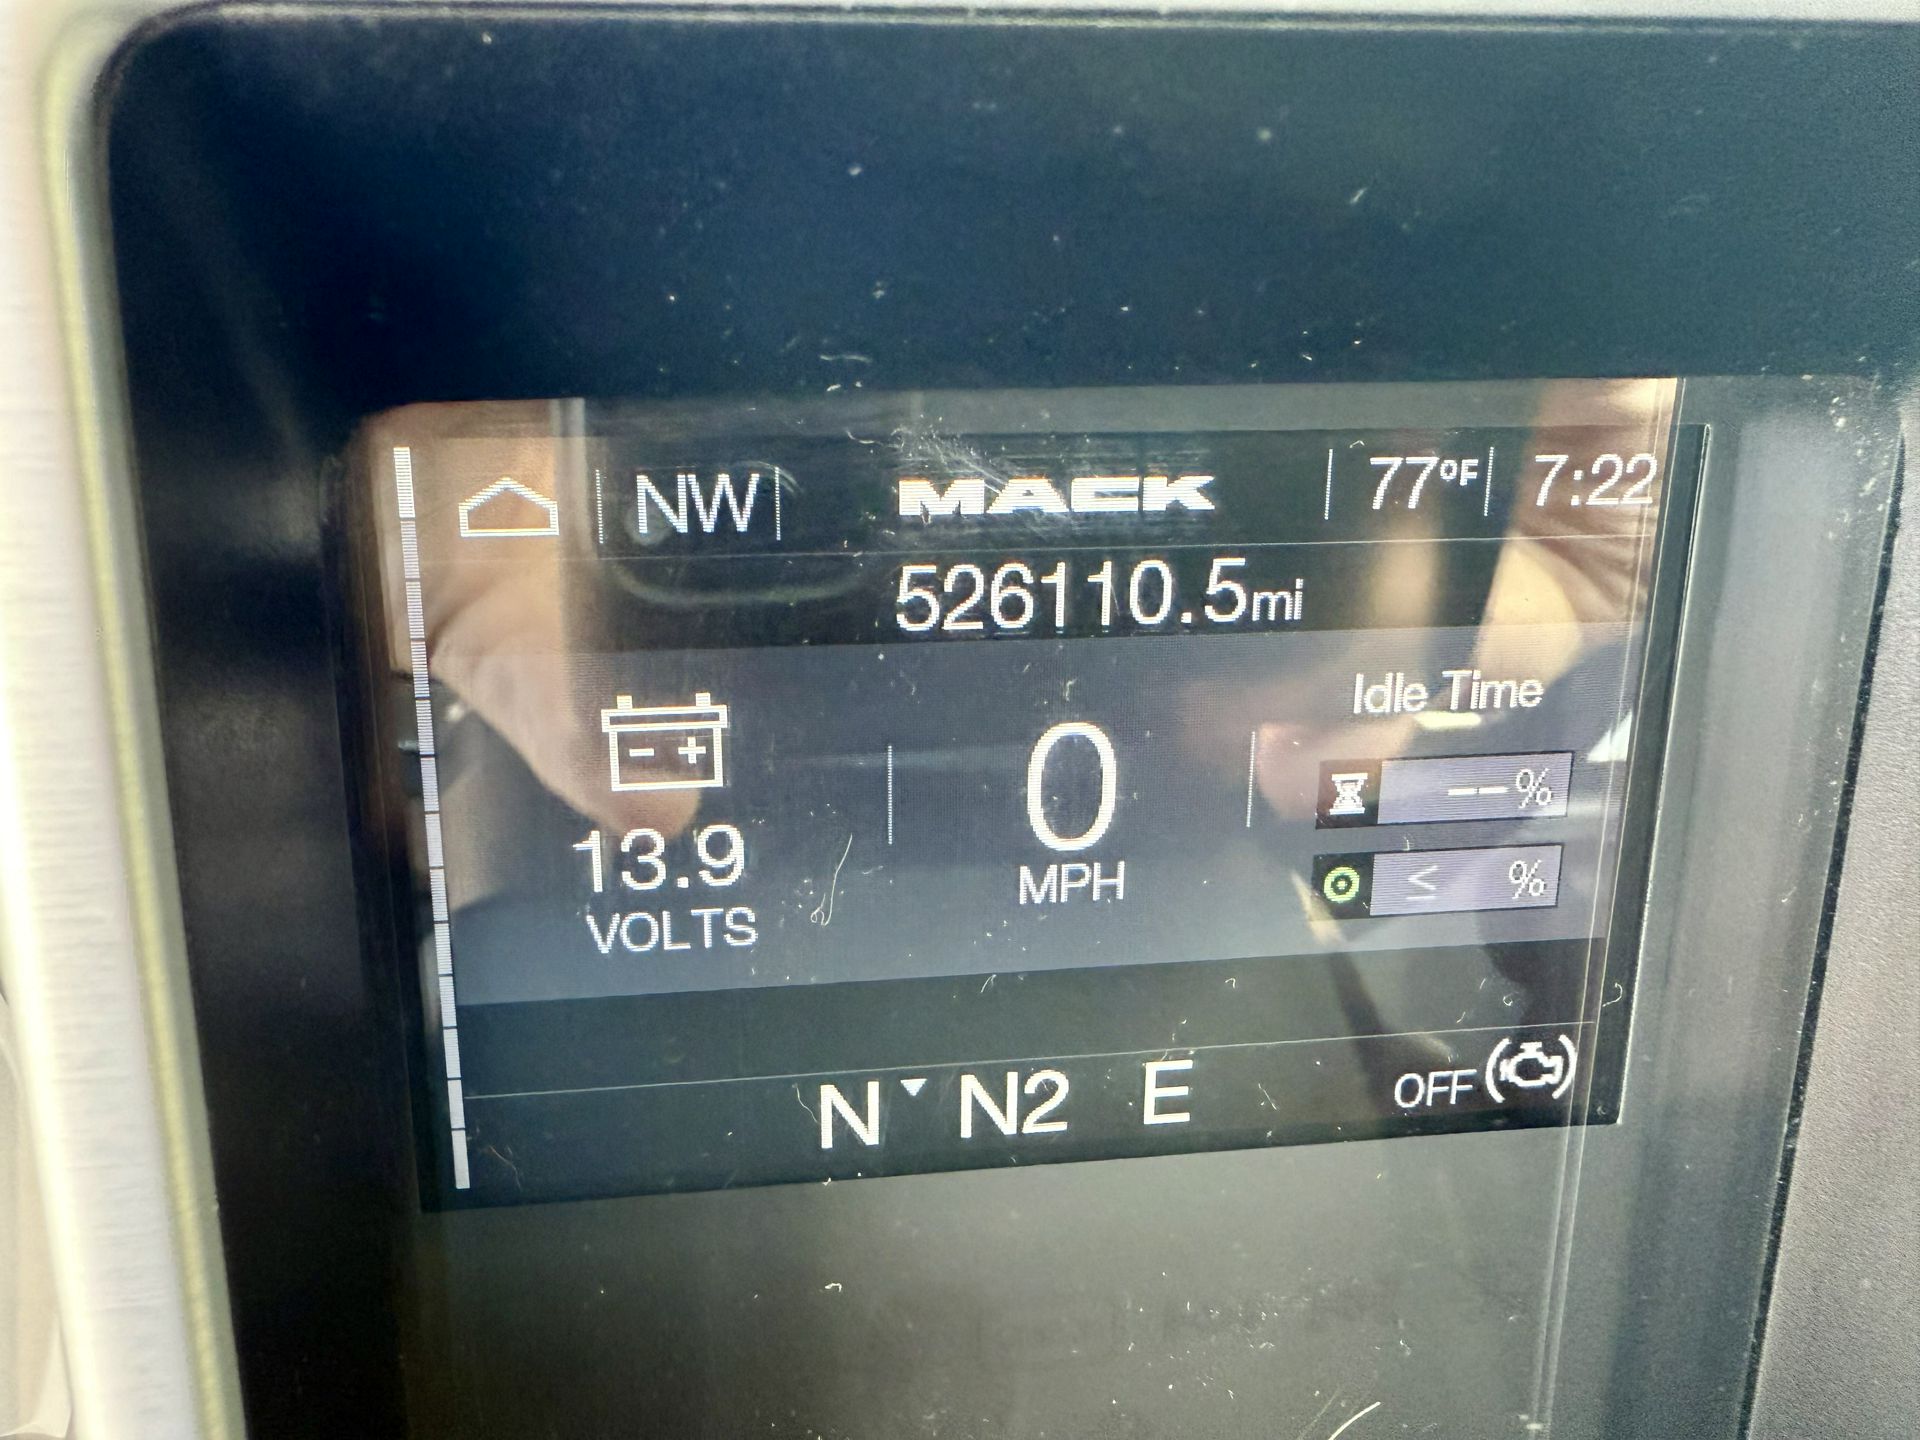 NW MACK 77°F 7:22
526110.5mi
Idle Time
--%
≤ %
13.9
VOLTS
0
MPH
N N2 E OFF